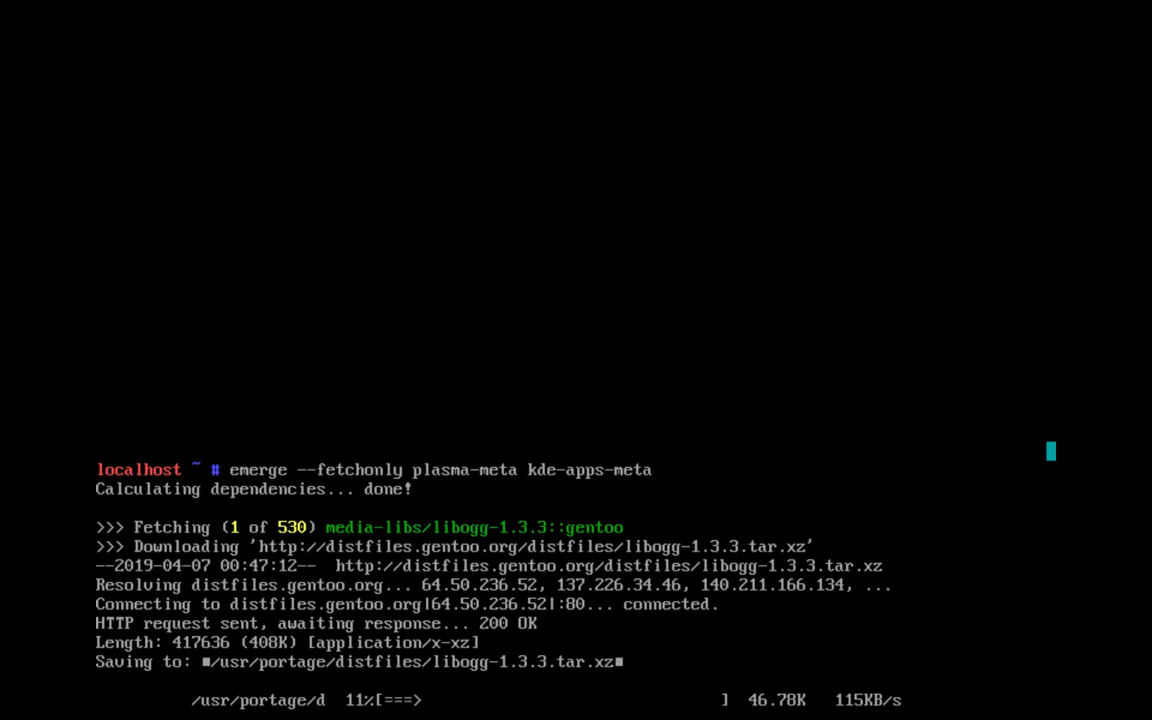 localhost ~ # emerge --fetchonly plasma-meta kde-apps-meta
Calculating dependencies... done!
>>> Fetching (1 of 530) media-libs/libogg-1.3.3::gentoo
>>> Downloading 'http://distfiles.gentoo.org/distfiles/libogg-1.3.3.tar.xz'
--2019-04-07 00:47:12--  http://distfiles.gentoo.org/distfiles/libogg-1.3.3.tar.xz
Resolving distfiles.gentoo.org... 64.50.236.52, 137.226.34.46, 140.211.166.134, ...
Connecting to distfiles.gentoo.org|64.50.236.52|:80... connected.
HTTP request sent, awaiting response... 200 OK
Length: 417636 (408K) [application/x-xz]
Saving to: ■/usr/portage/distfiles/libogg-1.3.3.tar.xz■
/usr/portage/d  11%[===>                               ]  46.78K   115KB/s